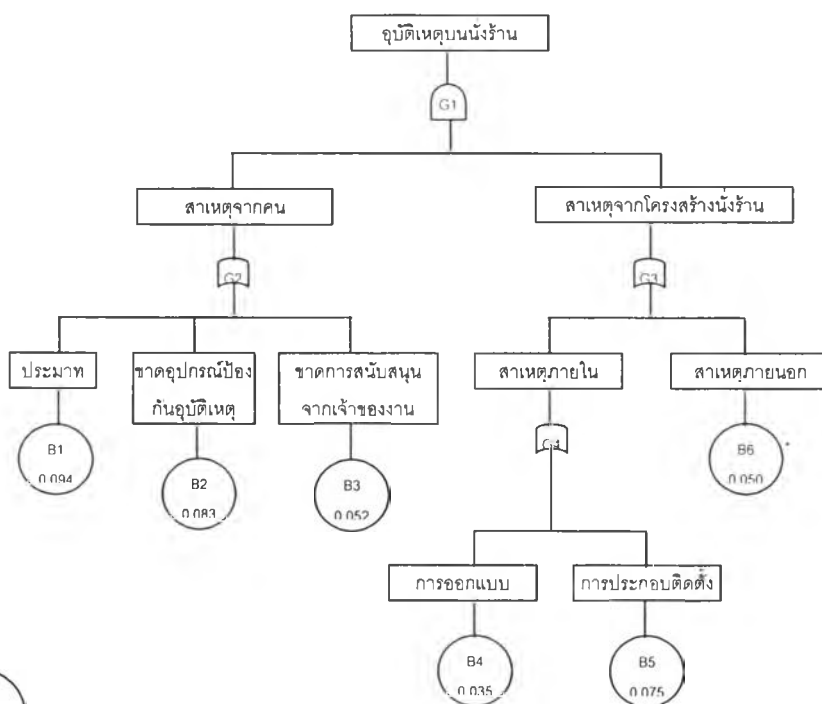 อุบัติเหตุบนนั่งร้าน
G1
สาเหตุจากคน
สาเหตุจากโครงสร้างนั่งร้าน
G2
G3
ประมาท
ขาดอุปกรณ์ป้อง
กันอุบัติเหตุ
ขาดการสนับสนุน
จากเจ้าของงาน
สาเหตุภายใน
สาเหตุภายนอก
B1
0.094
B2
0.083
B3
0.052
G4
B6
0.050
การออกแบบ
การประกอบติดตั้ง
B4
0.035
B5
0.075